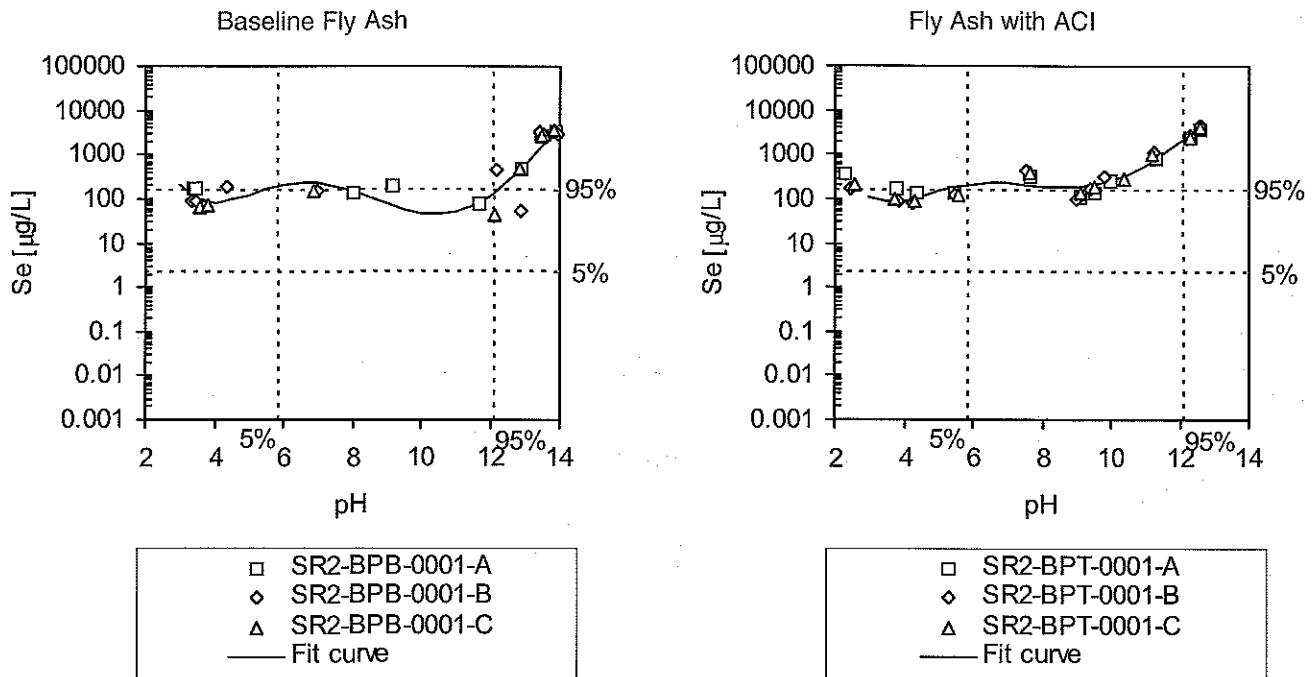 Baseline Fly Ash
100000
10000
1000
100
10
1
0.1
0.01
0.001
Se [µg/L]
95%
5%
5%
95%
2 4 6 8 10 12 14
pH
SR2-BPB-0001-A
SR2-BPB-0001-B
SR2-BPB-0001-C
Fit curve
Fly Ash with ACI
100000
10000
1000
100
10
1
0.1
0.01
0.001
Se [µg/L]
95%
5%
5%
95%
2 4 6 8 10 12 14
pH
SR2-BPT-0001-A
SR2-BPT-0001-B
SR2-BPT-0001-C
Fit curve